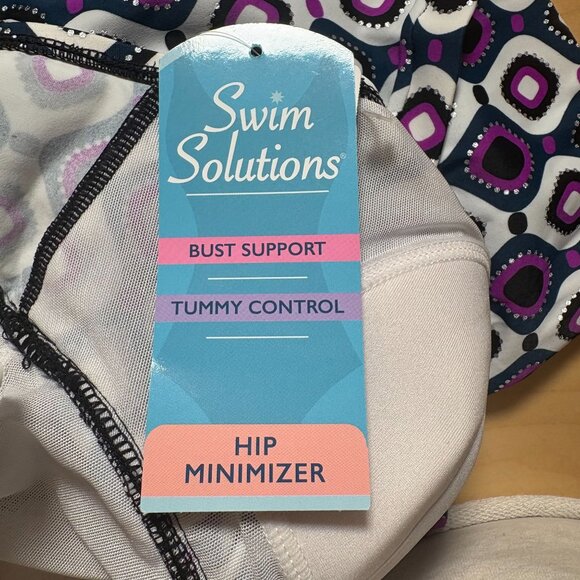 Swim
Solutions®
BUST SUPPORT
TUMMY CONTROL
HIP
MINIMIZER